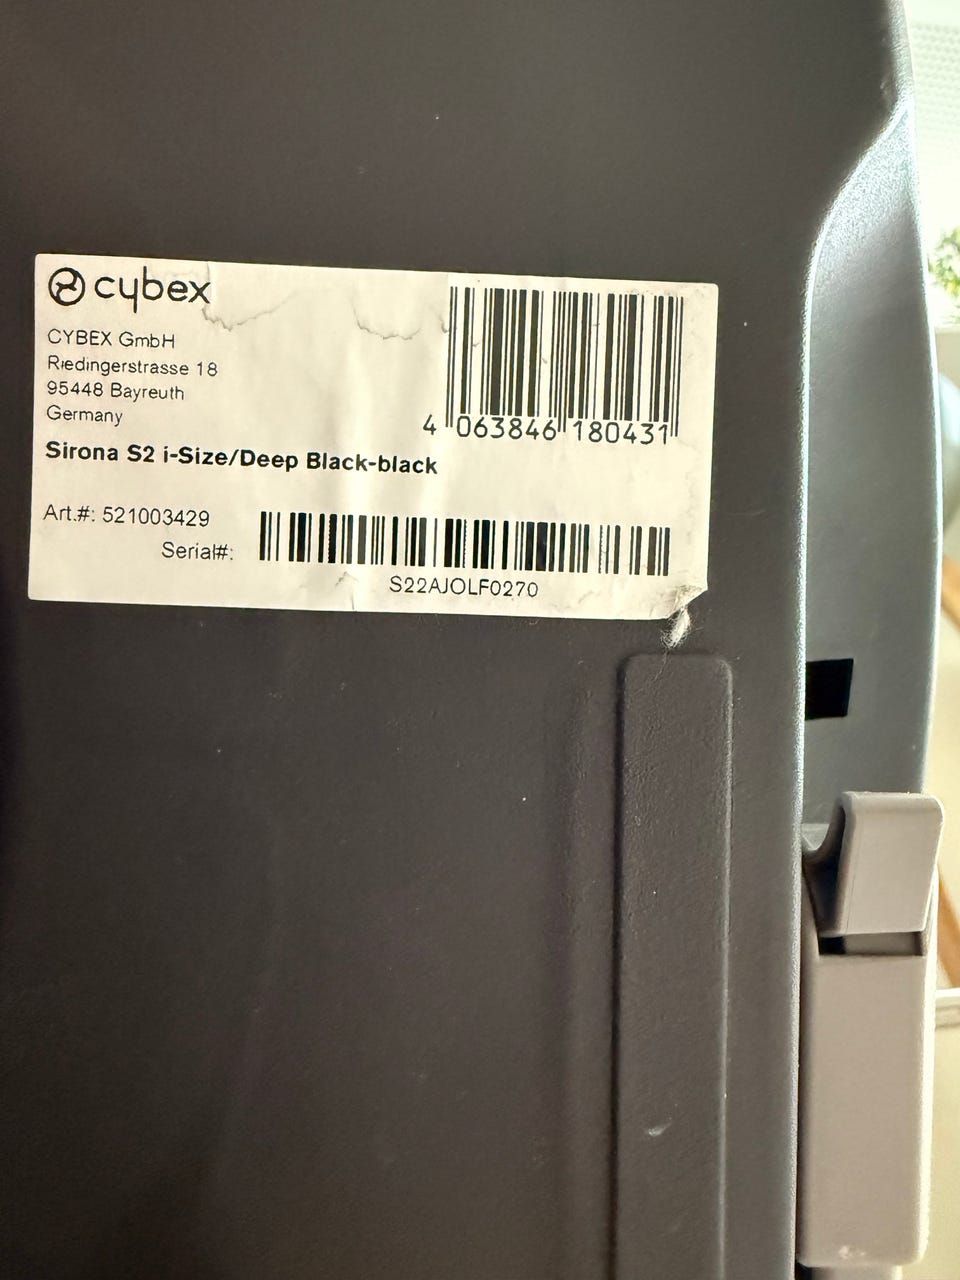 cybex
CYBEX GmbH
Riedingerstrasse 18
95448 Bayreuth
Germany
4 063846 180431
Sirona S2 i-Size/Deep Black-black
Art.#: 521003429
Serial#:
S22AJOLF0270